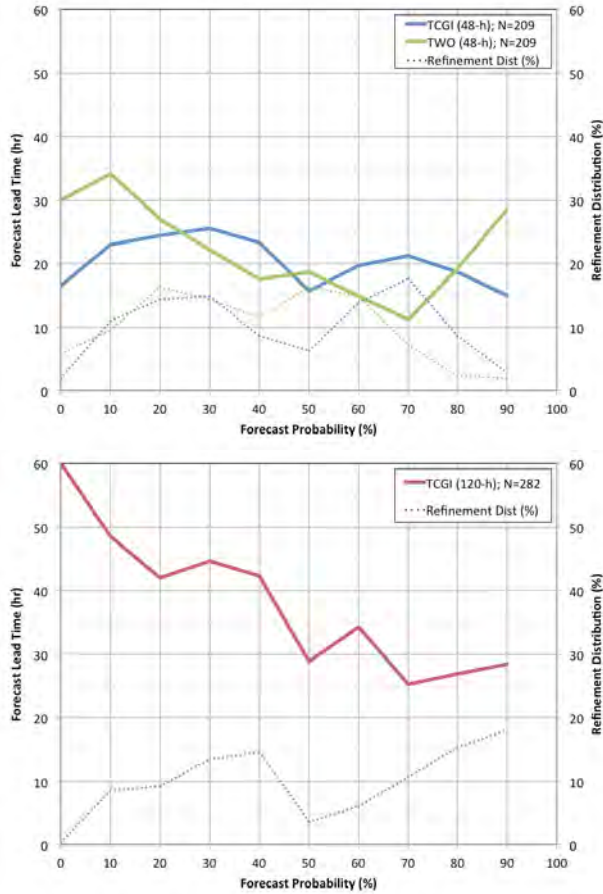 60
50
40
30
20
10
0
Forecast Lead Time (hr)
TCGI (48-h); N=209
TWO (48-h); N=209
Refinement Dist (%)
60
50
40
30
20
10
0
Refinement Distribution (%)
0 10 20 30 40 50 60 70 80 90 100
Forecast Probability (%)
60
50
40
30
20
10
0
Forecast Lead Time (hr)
TCGI (120-h); N=282
Refinement Dist (%)
60
50
40
30
20
10
0
Refinement Distribution (%)
0 10 20 30 40 50 60 70 80 90 100
Forecast Probability (%)